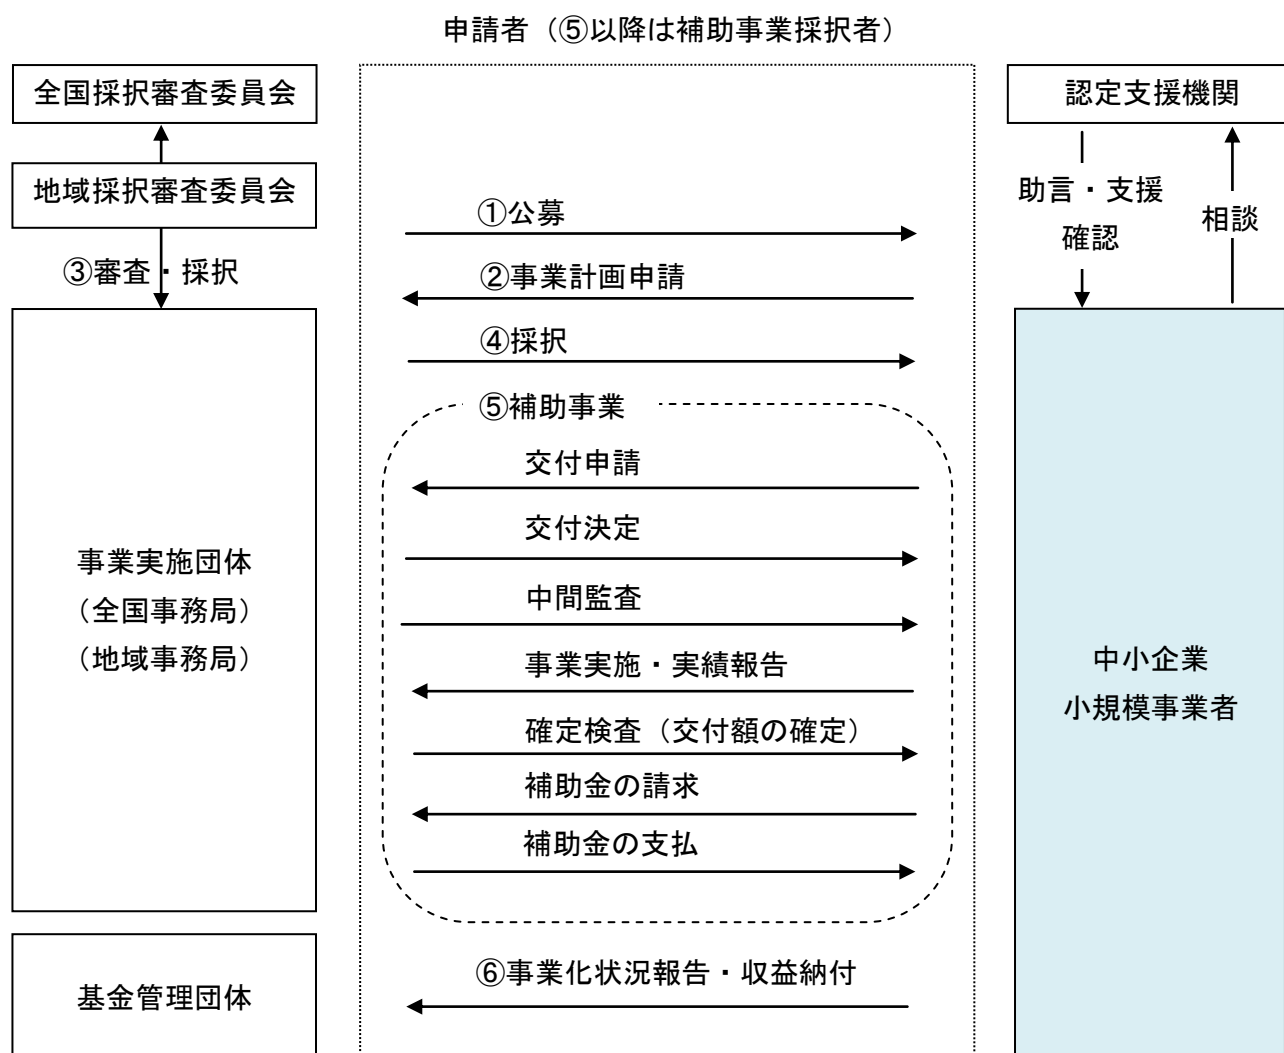 申請者（⑤以降は補助事業採択者）
全国採択審査委員会
地域採択審査委員会
③審査・採択
事業実施団体
（全国事務局）
（地域事務局）
基金管理団体
①公募
②事業計画申請
④採択
⑤補助事業
交付申請
交付決定
中間監査
事業実施・実績報告
確定検査（交付額の確定）
補助金の請求
補助金の支払
⑥事業化状況報告・収益納付
認定支援機関
助言・支援
確認
相談
中小企業
小規模事業者